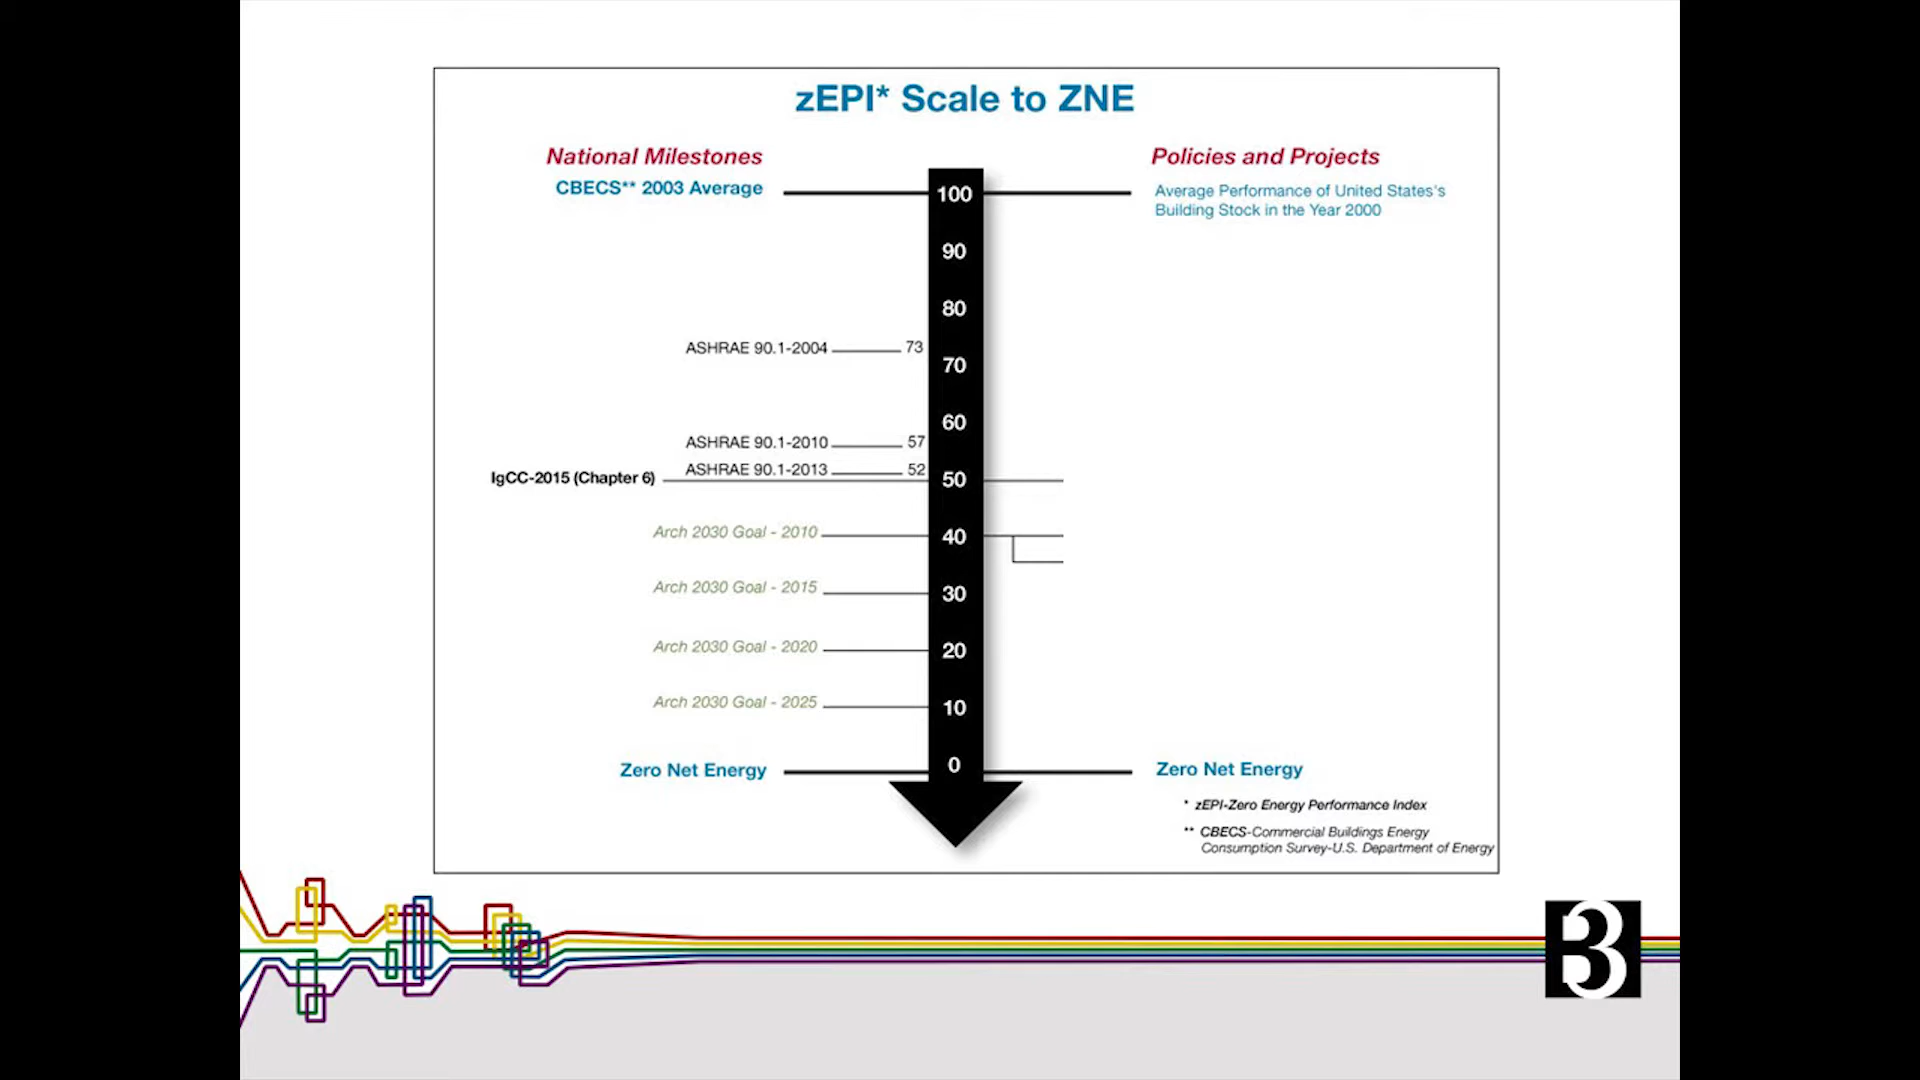 zEPI* Scale to ZNE
National Milestones
Policies and Projects
CBECS** 2003 Average
100
Average Performance of United States's
Building Stock in the Year 2000
90
80
ASHRAE 90.1-2004 73
70
60
ASHRAE 90.1-2010 57
ASHRAE 90.1-2013 52
IgCC-2015 (Chapter 6)
50
Arch 2030 Goal - 2010
40
Arch 2030 Goal - 2015
30
Arch 2030 Goal - 2020
20
Arch 2030 Goal - 2025
10
Zero Net Energy
0
Zero Net Energy
* zEPI-Zero Energy Performance Index
** CBECS-Commercial Buildings Energy
Consumption Survey-U.S. Department of Energy
B3